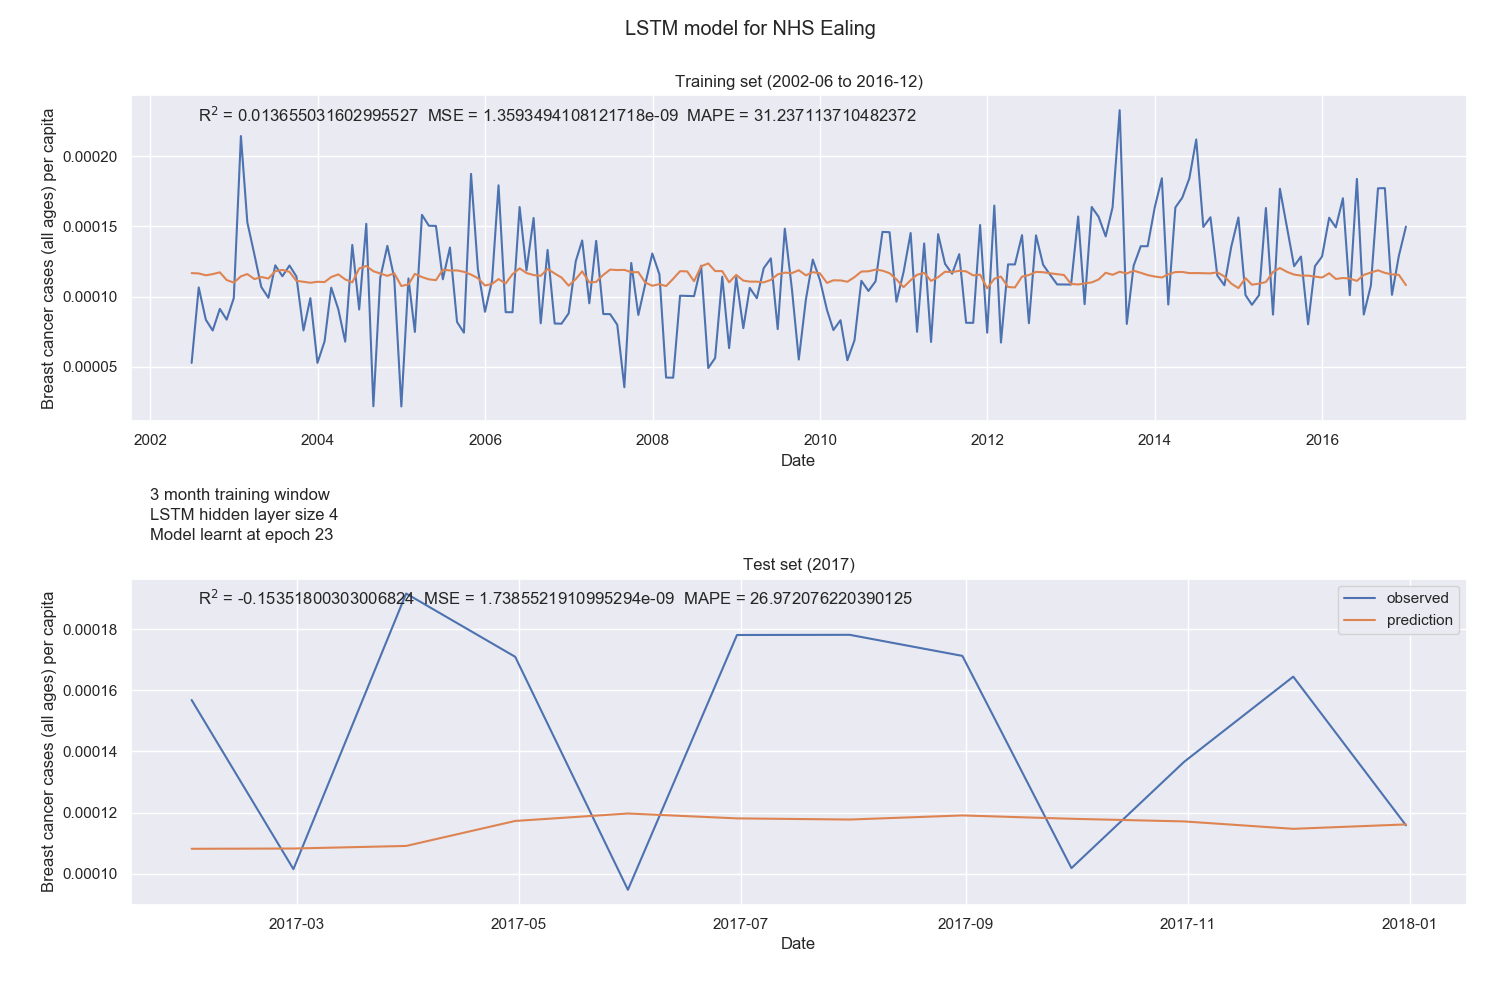 LSTM model for NHS Ealing
Training set (2002-06 to 2016-12)
R² = 0.013655031602995527 MSE = 1.3593494108121718e-09 MAPE = 31.237113710482372
Breast cancer cases (all ages) per capita
0.00020
0.00015
0.00010
0.00005
2002 2004 2006 2008 2010 2012 2014 2016
Date
3 month training window
LSTM hidden layer size 4
Model learnt at epoch 23
Test set (2017)
R² = -0.15351800303006824 MSE = 1.7385521910995294e-09 MAPE = 26.972076220390125
observed
prediction
Breast cancer cases (all ages) per capita
0.00018
0.00016
0.00014
0.00012
0.00010
2017-03 2017-05 2017-07 2017-09 2017-11 2018-01
Date